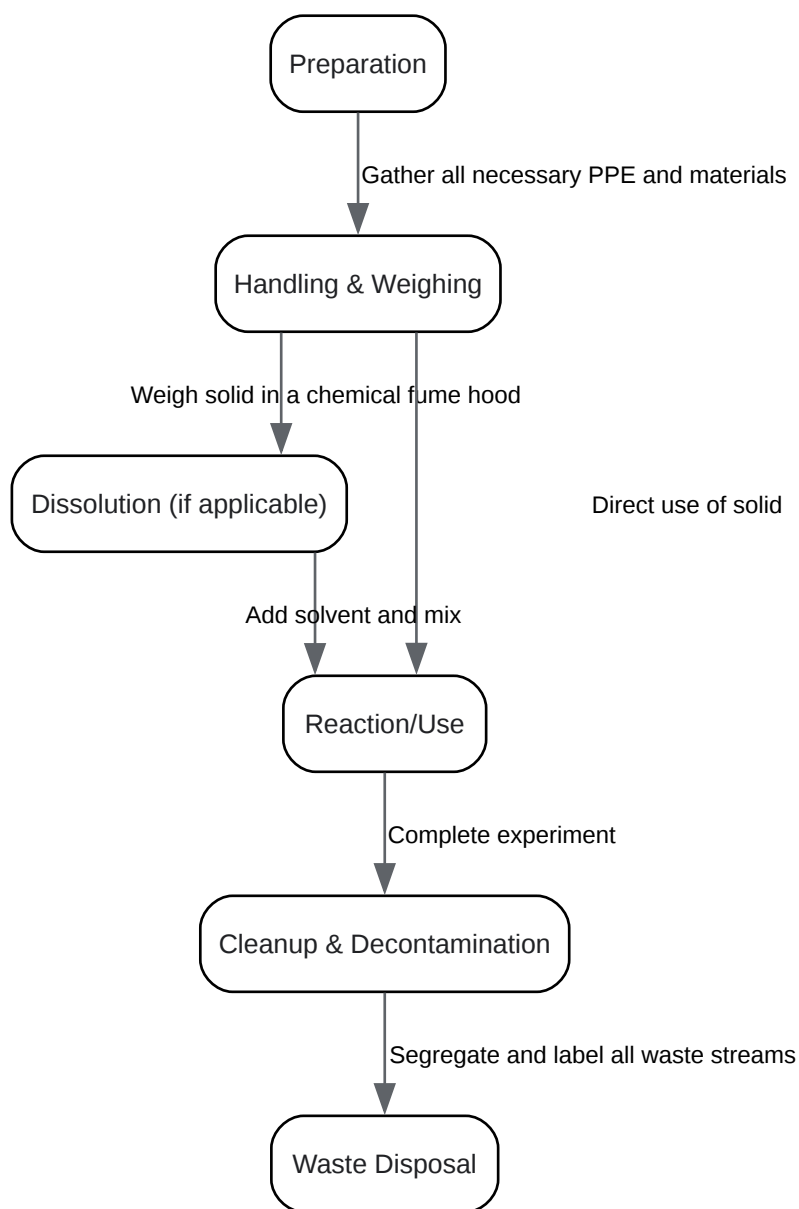 Preparation
Gather all necessary PPE and materials
Handling & Weighing
Weigh solid in a chemical fume hood
Dissolution (if applicable)
Direct use of solid
Add solvent and mix
Reaction/Use
Complete experiment
Cleanup & Decontamination
Segregate and label all waste streams
Waste Disposal